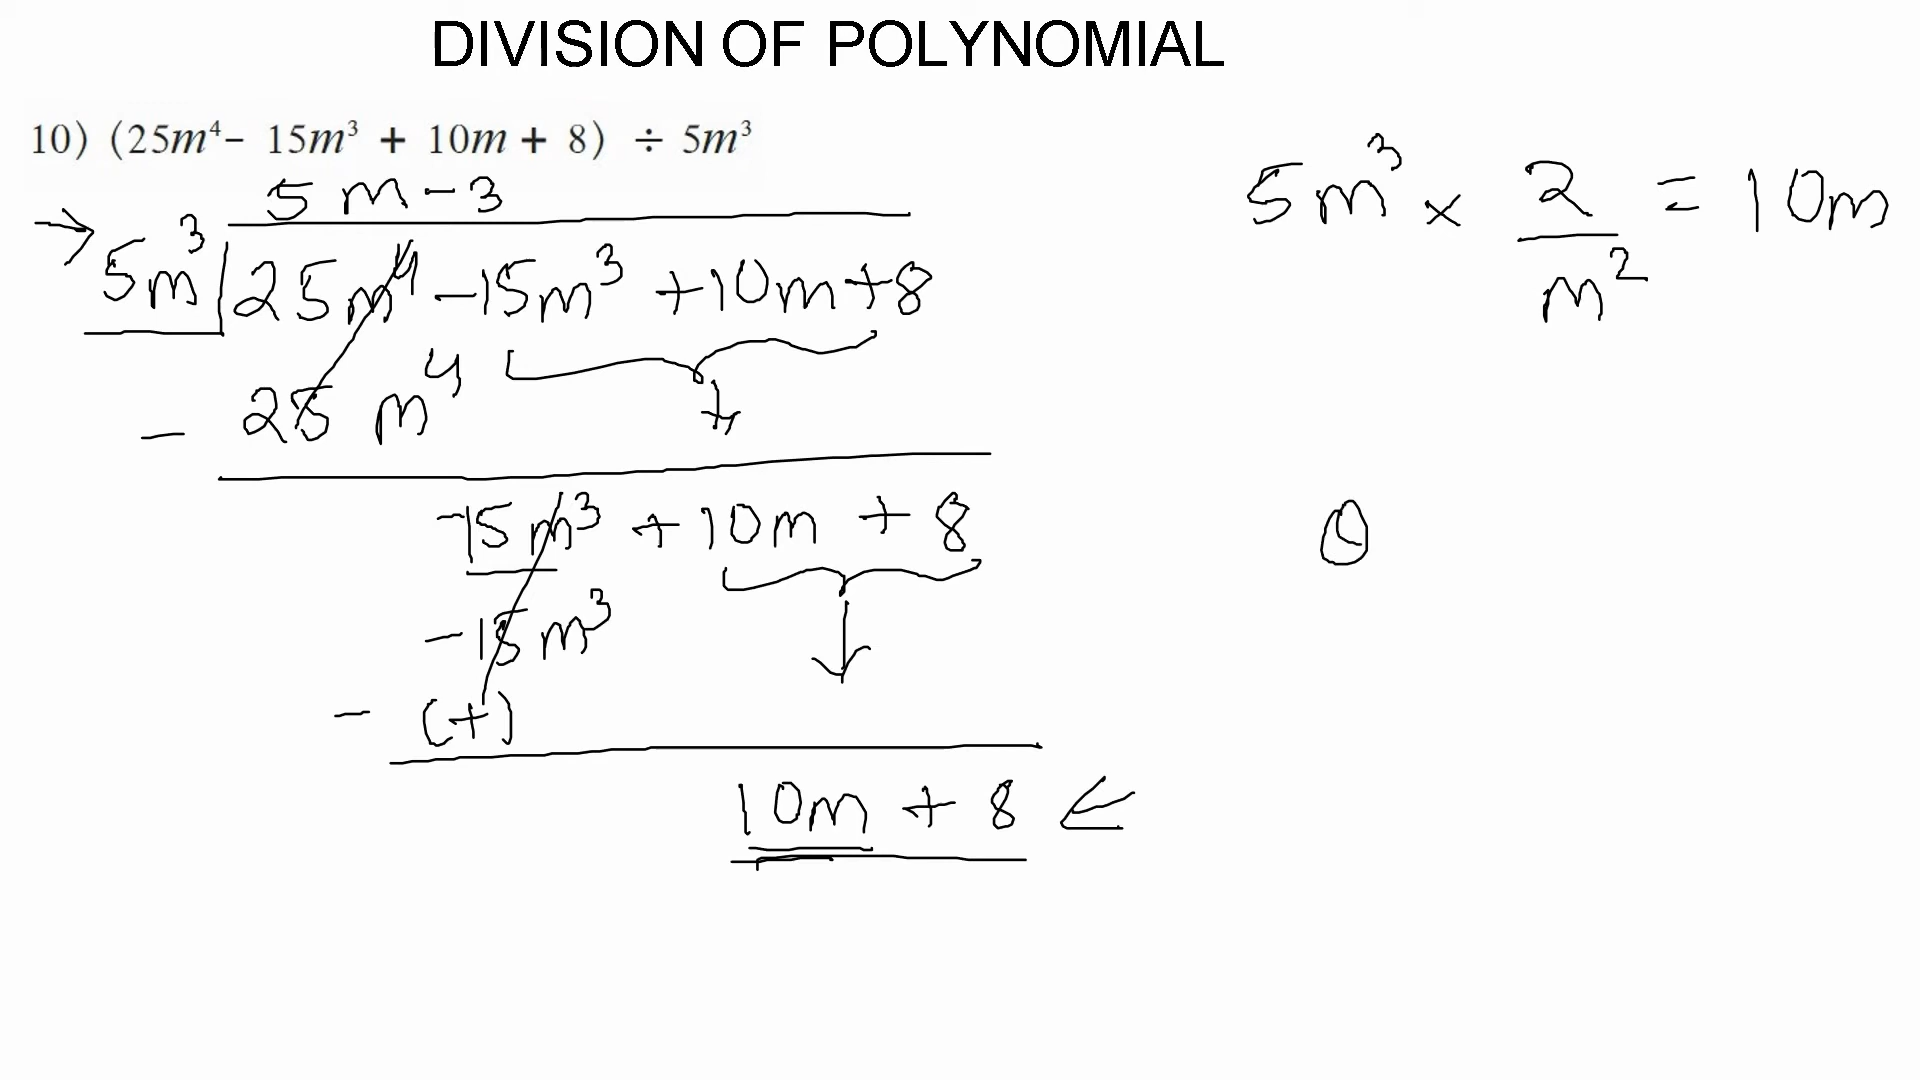 DIVISION OF POLYNOMIAL
10) (25m⁴– 15m³ + 10m + 8) ÷ 5m³
5m-3
→ 5m³ 25m⁴ -15m³ +10m+8
- 25m⁴
-15m³ + 10m + 8
-15m³
- (+)
10m + 8 ←
5m³ × 2/m² = 10m